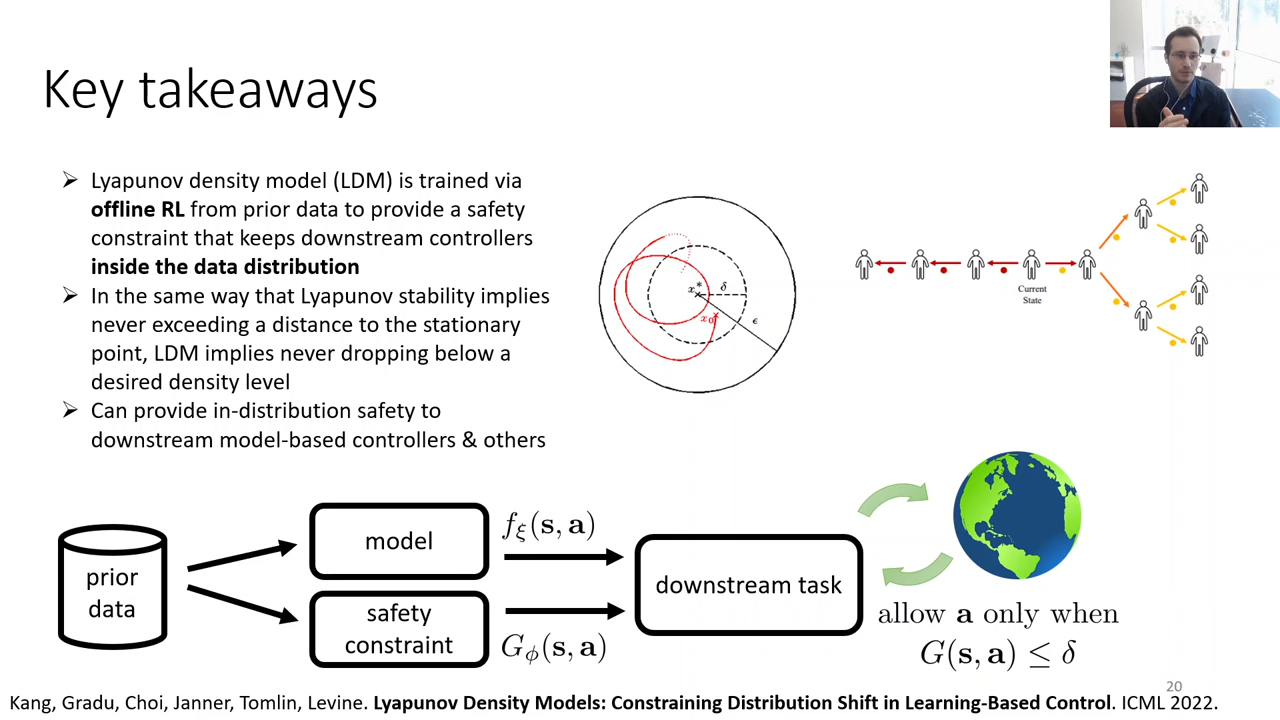 Key takeaways
➢ Lyapunov density model (LDM) is trained via
offline RL from prior data to provide a safety
constraint that keeps downstream controllers
inside the data distribution
➢ In the same way that Lyapunov stability implies
never exceeding a distance to the stationary
point, LDM implies never dropping below a
desired density level
➢ Can provide in-distribution safety to
downstream model-based controllers & others
x*
δ
x₀
ϵ
Current
State
prior
data
model
safety
constraint
f_ξ(s, a)
G_ϕ(s, a)
downstream task
allow a only when
G(s, a) ≤ δ
20
Kang, Gradu, Choi, Janner, Tomlin, Levine. Lyapunov Density Models: Constraining Distribution Shift in Learning-Based Control. ICML 2022.